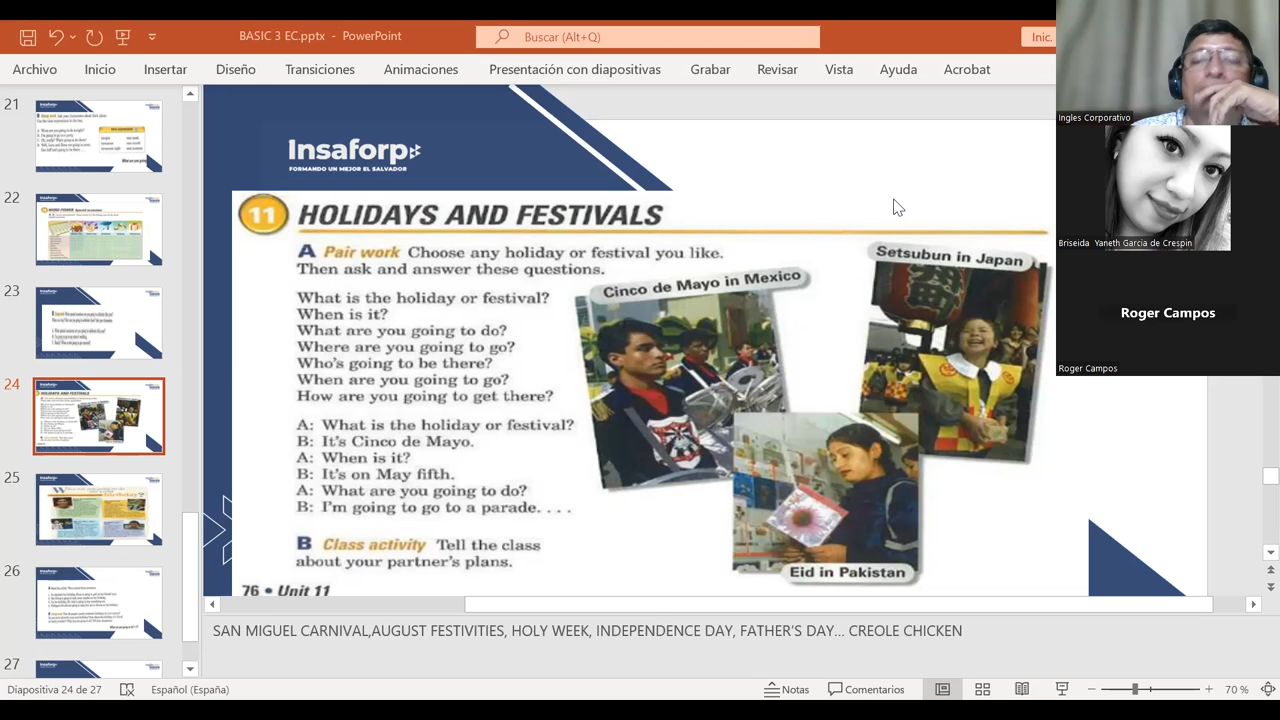 BASIC 3 EC.pptx - PowerPoint
Buscar (Alt+Q)
Inic.
Archivo Inicio Insertar Diseño Transiciones Animaciones Presentación con diapositivas Grabar Revisar Vista Ayuda Acrobat
Ingles Corporativo
Briseida Yaneth Garcia de Crespin
Roger Campos
Roger Campos
21
22
23
24
HOLIDAYS AND FESTIVALS
25
26
27
Insaforp
FORMANDO UN MEJOR EL SALVADOR
11 HOLIDAYS AND FESTIVALS
A Pair work Choose any holiday or festival you like.
Then ask and answer these questions.
What is the holiday or festival?
When is it?
What are you going to do?
Where are you going to go?
Who's going to be there?
When are you going to go?
How are you going to get there?
A: What is the holiday or festival?
B: It's Cinco de Mayo.
A: When is it?
B: It's on May fifth.
A: What are you going to do?
B: I'm going to go to a parade. . . .
B Class activity Tell the class
about your partner's plans.
Cinco de Mayo in Mexico
Setsubun in Japan
Eid in Pakistan
76 • Unit 11
SAN MIGUEL CARNIVAL,AUGUST FESTIVITIES, HOLY WEEK, INDEPENDENCE DAY, FATHER'S DAY... CREOLE CHICKEN
Diapositiva 24 de 27 Español (España) Notas Comentarios 70 %